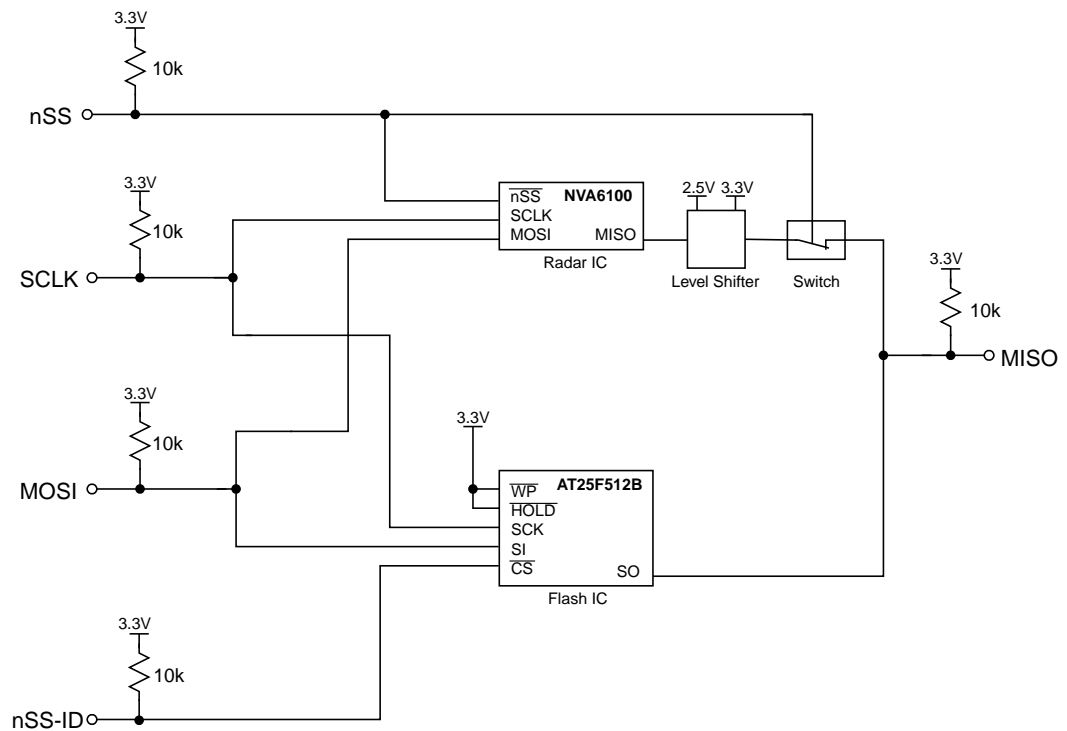 3.3V
10k
nSS
3.3V
10k
SCLK
nSS NVA6100
SCLK
MOSI MISO
Radar IC
2.5V 3.3V
Level Shifter
Switch
3.3V
10k
MISO
3.3V
10k
MOSI
3.3V
WP AT25F512B
HOLD
SCK
SI
CS SO
Flash IC
3.3V
10k
nSS-ID